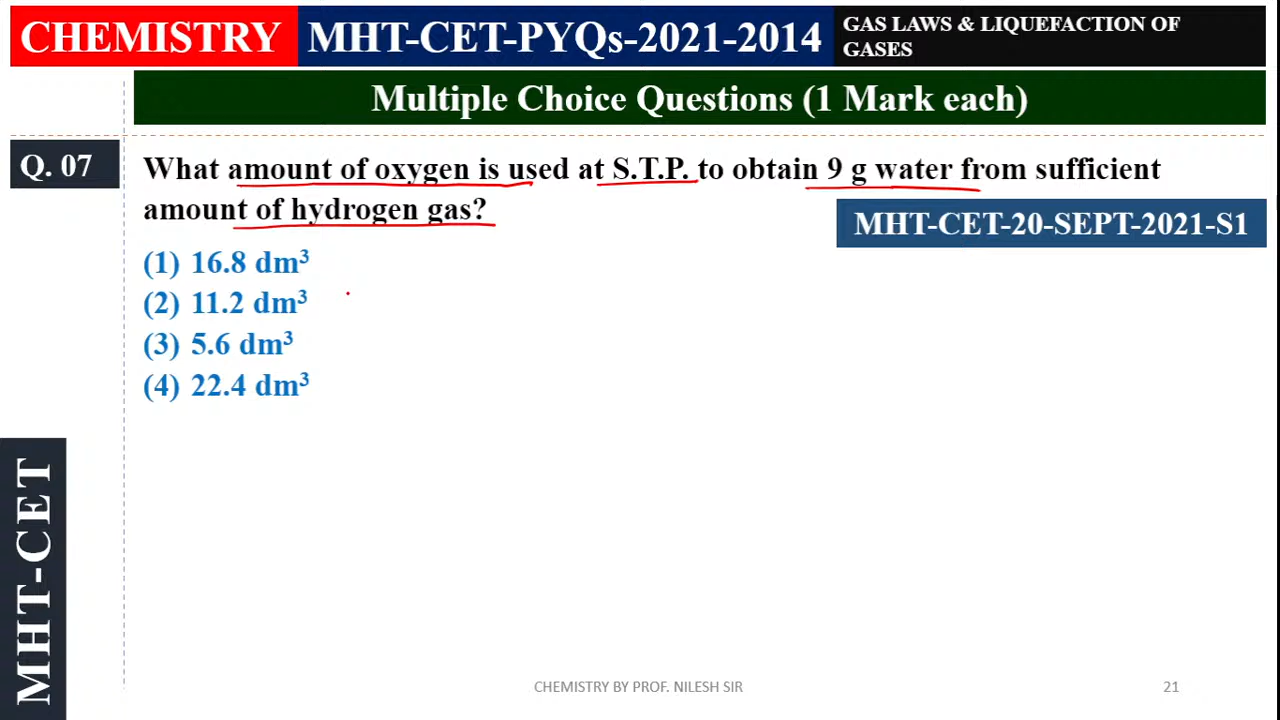 CHEMISTRY
MHT-CET-PYQs-2021-2014
GAS LAWS & LIQUEFACTION OF
GASES
Multiple Choice Questions (1 Mark each)
Q. 07
What amount of oxygen is used at S.T.P. to obtain 9 g water from sufficient
amount of hydrogen gas?
MHT-CET-20-SEPT-2021-S1
(1) 16.8 dm³
(2) 11.2 dm³
(3) 5.6 dm³
(4) 22.4 dm³
MHT-CET
CHEMISTRY BY PROF. NILESH SIR
21